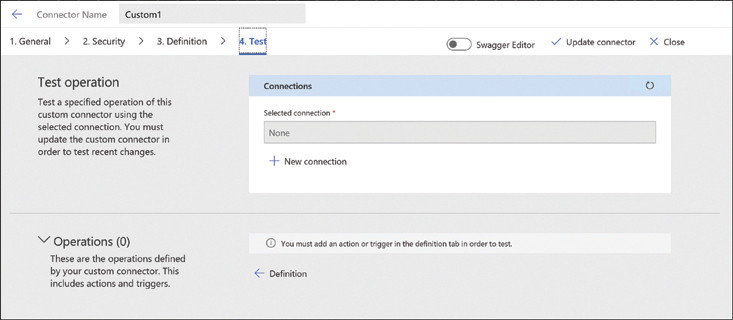 Connector Name Custom1
1. General 2. Security 3. Definition 4. Test Swagger Editor Update connector Close
Test operation
Test a specified operation of this
custom connector using the
selected connection. You must
update the custom connector in
order to test recent changes.
Connections
Selected connection *
None
New connection
Operations (0)
These are the operations defined
by your custom connector. This
includes actions and triggers.
You must add an action or trigger in the definition tab in order to test.
Definition